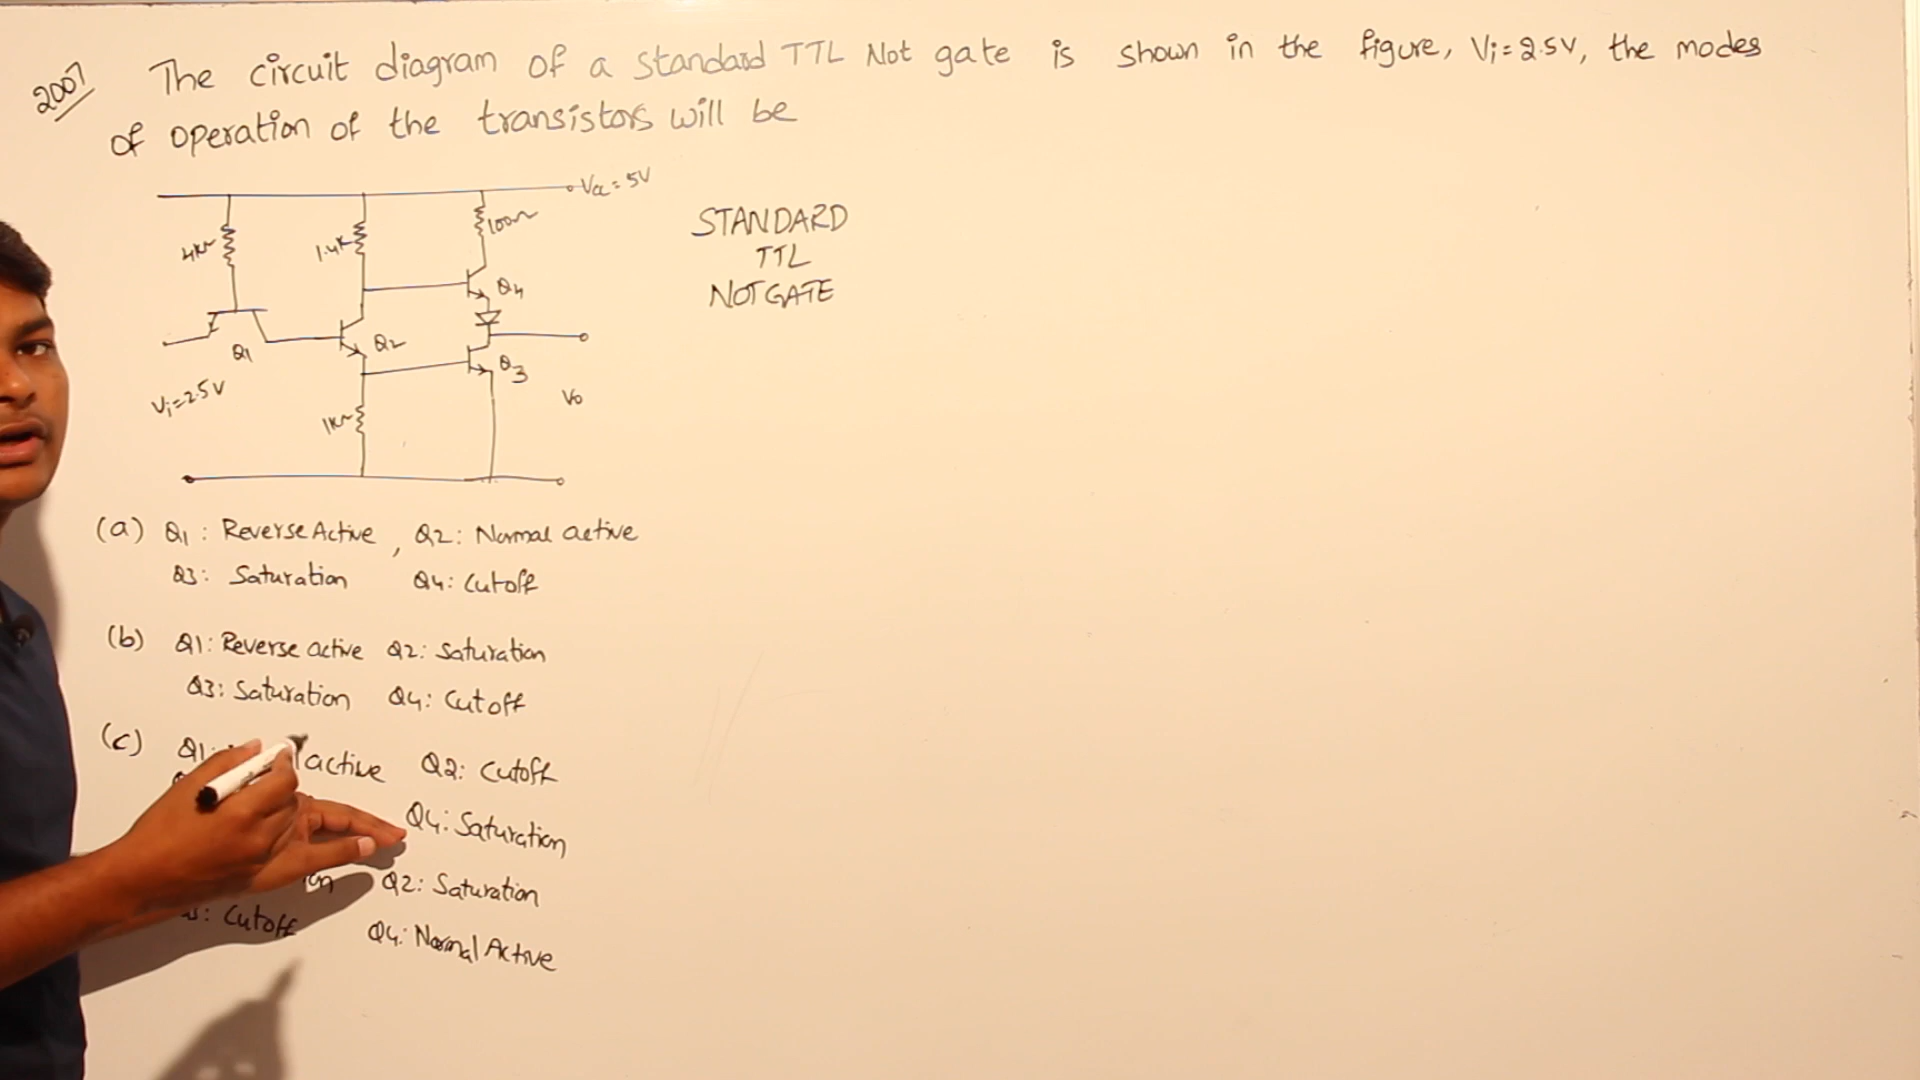 2007 The circuit diagram of a standard TTL Not gate is shown in the figure, Vi=2.5V, the modes
of operation of the transistors will be
Vcc=5V
4K
1.4K
100Ω
Q4
Q1
Q2
Q3
Vi=2.5V
1K
Vo
STANDARD
TTL
NOT GATE
(a) Q1: Reverse Active, Q2: Normal active
Q3: Saturation Q4: Cutoff
(b) Q1: Reverse active Q2: Saturation
Q3: Saturation Q4: Cutoff
(c) Q1: active Q2: Cutoff
Q4: Saturation
Q2: Saturation
: Cutoff Q4: Normal Active